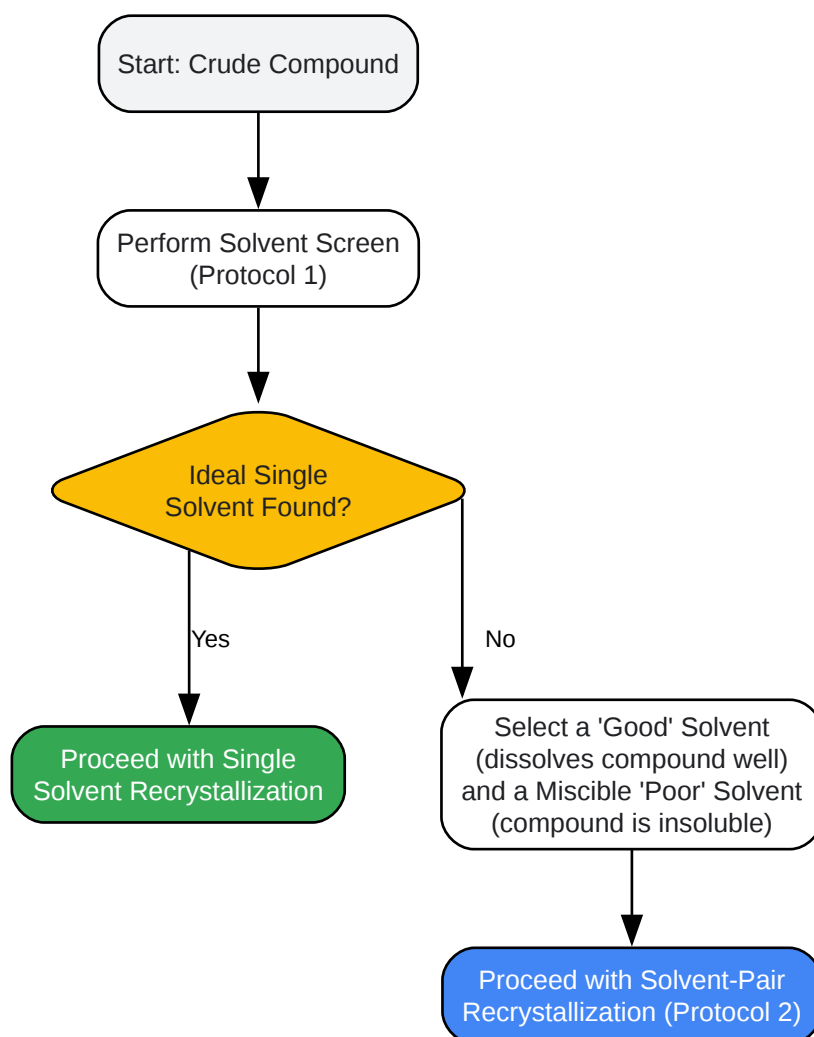 Start: Crude Compound
Perform Solvent Screen
(Protocol 1)
Ideal Single
Solvent Found?
Yes
No
Proceed with Single
Solvent Recrystallization
Select a 'Good' Solvent
(dissolves compound well)
and a Miscible 'Poor' Solvent
(compound is insoluble)
Proceed with Solvent-Pair
Recrystallization (Protocol 2)